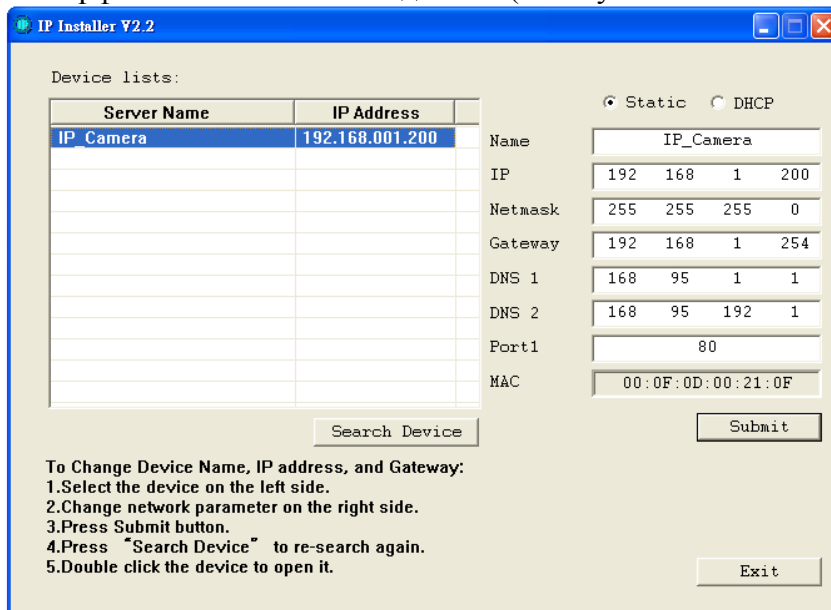 IP Installer V2.2
Device lists:
Server Name IP Address
IP_Camera 192.168.001.200
Static DHCP
Name IP_Camera
IP 192 168 1 200
Netmask 255 255 255 0
Gateway 192 168 1 254
DNS 1 168 95 1 1
DNS 2 168 95 192 1
Port1 80
MAC 00:0F:0D:00:21:0F
Search Device
Submit
To Change Device Name, IP address, and Gateway:
1.Select the device on the left side.
2.Change network parameter on the right side.
3.Press Submit button.
4.Press “Search Device” to re-search again.
5.Double click the device to open it.
Exit